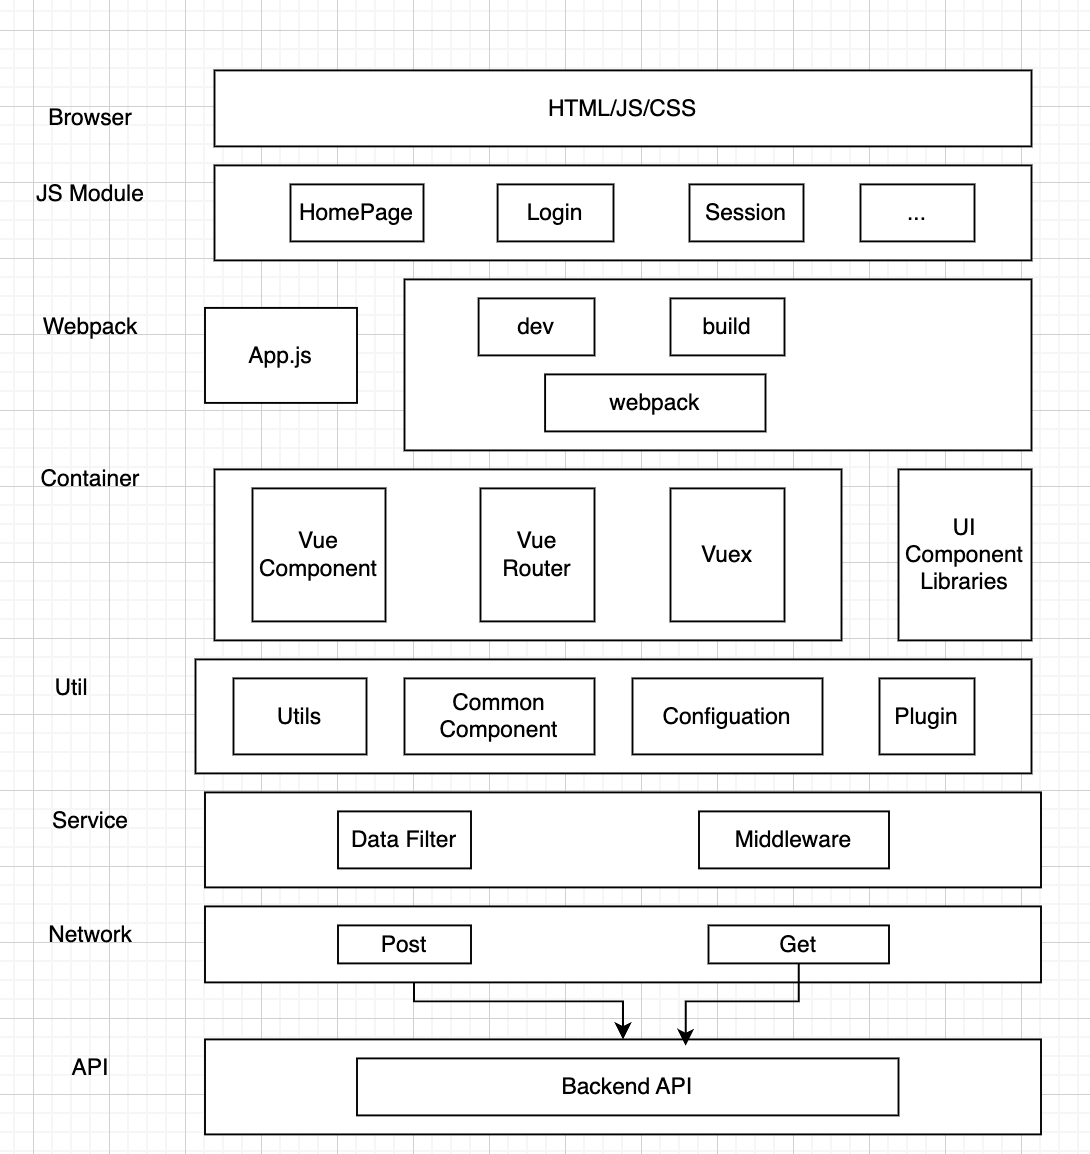 Browser
HTML/JS/CSS
JS Module
HomePage
Login
Session
...
Webpack
App.js
dev
build
webpack
Container
Vue
Component
Vue
Router
Vuex
UI
Component
Libraries
Util
Utils
Common
Component
Configuation
Plugin
Service
Data Filter
Middleware
Network
Post
Get
API
Backend API